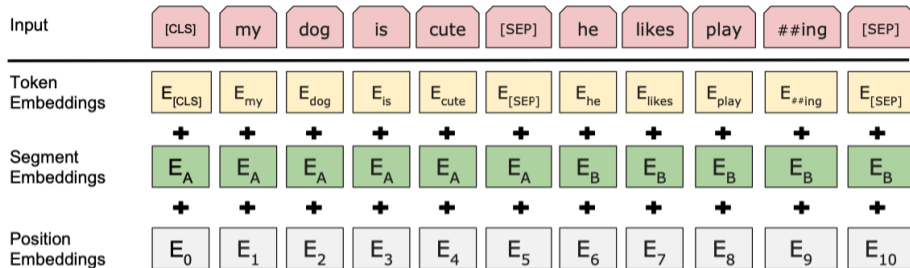 Input [CLS] my dog is cute [SEP] he likes play ##ing [SEP]
Token Embeddings E[CLS] Emy Edog Eis Ecute E[SEP] Ehe Elikes Eplay E##ing E[SEP]
+ + + + + + + + + + +
Segment Embeddings EA EA EA EA EA EA EB EB EB EB EB
+ + + + + + + + + + +
Position Embeddings E0 E1 E2 E3 E4 E5 E6 E7 E8 E9 E10